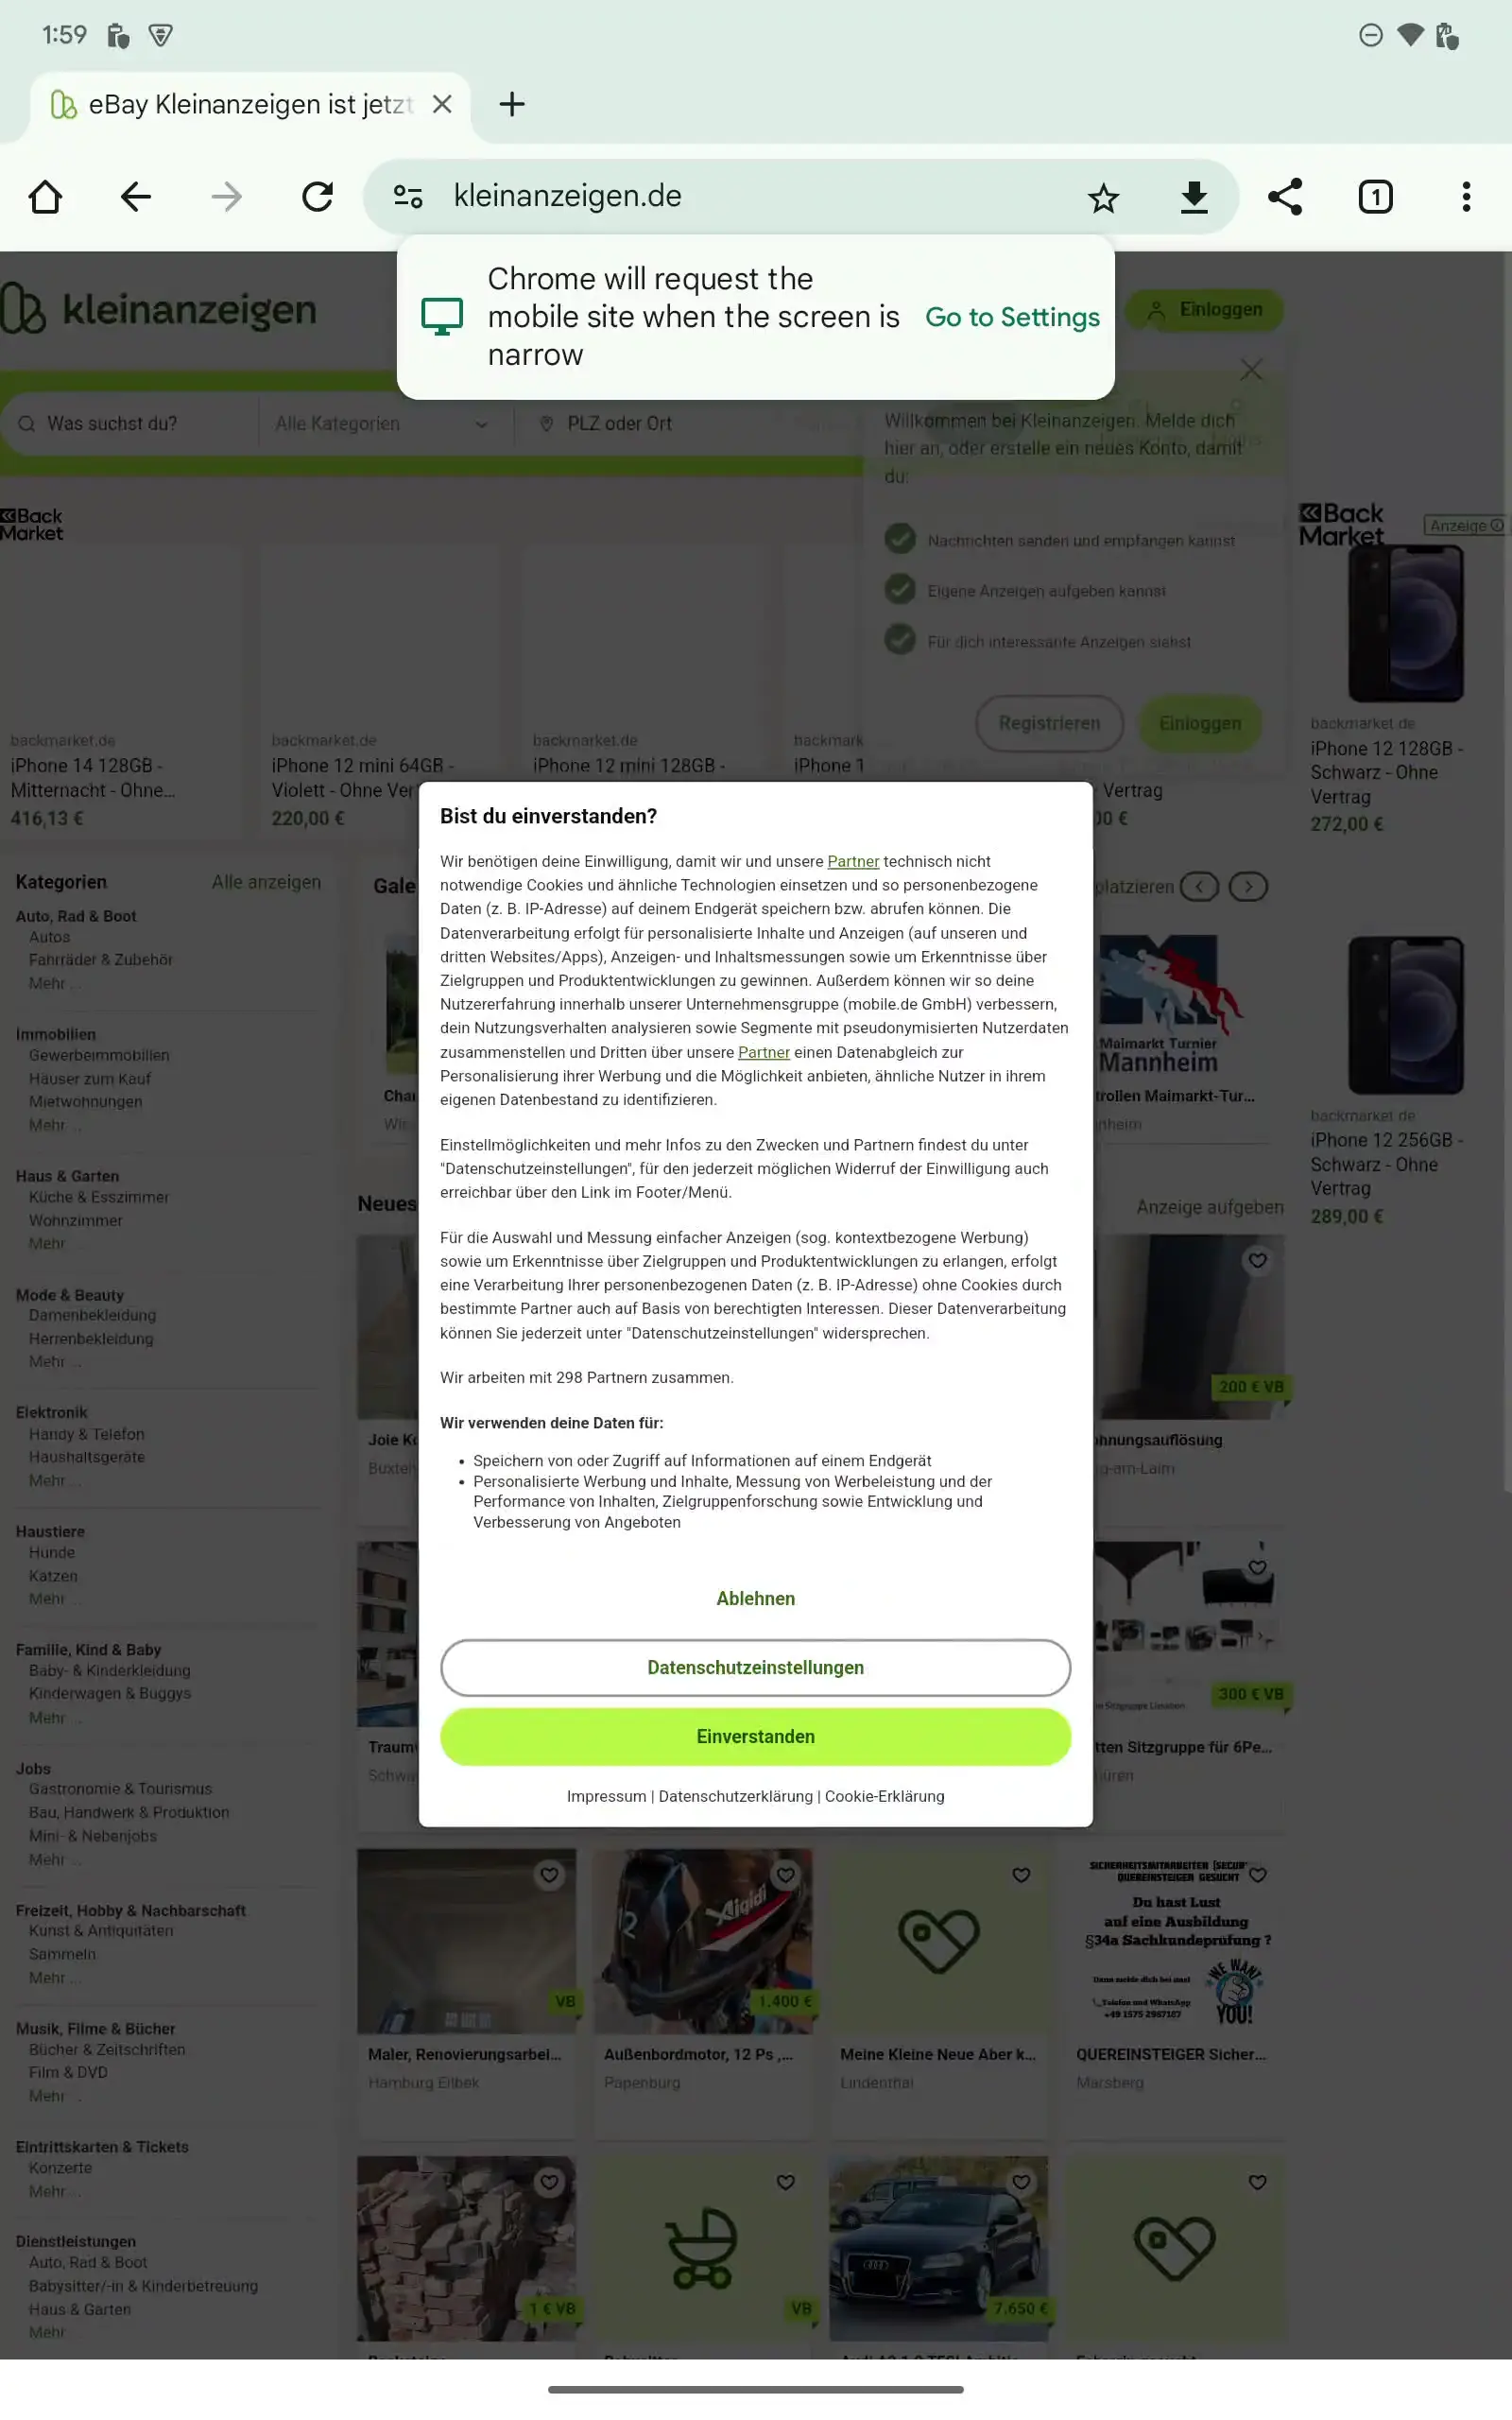 1:59
eBay Kleinanzeigen ist jetzt
kleinanzeigen.de
1
Chrome will request the
mobile site when the screen is
narrow
Go to Settings
kleinanzeigen
Einloggen
Was suchst du?
Alle Kategorien
PLZ oder Ort
Willkommen bei Kleinanzeigen. Melde dich
hier an, oder erstelle ein neues Konto, damit
du:
Nachrichten senden und empfangen kannst
Eigene Anzeigen aufgeben kannst
Für dich interessante Anzeigen siehst
Registrieren
Einloggen
Back
Market
Back
Market
Anzeige
backmarket.de
iPhone 14 128GB -
Mitternacht - Ohne...
416,13 €
backmarket.de
iPhone 12 mini 64GB -
Violett - Ohne Ver
220,00 €
backmarket.de
iPhone 12 mini 128GB -
backmark
iPhone 1
Vertrag
00 €
backmarket.de
iPhone 12 128GB -
Schwarz - Ohne
Vertrag
272,00 €
backmarket.de
iPhone 12 256GB -
Schwarz - Ohne
Vertrag
289,00 €
Bist du einverstanden?
Wir benötigen deine Einwilligung, damit wir und unsere Partner technisch nicht
notwendige Cookies und ähnliche Technologien einsetzen und so personenbezogene
Daten (z. B. IP-Adresse) auf deinem Endgerät speichern bzw. abrufen können. Die
Datenverarbeitung erfolgt für personalisierte Inhalte und Anzeigen (auf unseren und
dritten Websites/Apps), Anzeigen- und Inhaltsmessungen sowie um Erkenntnisse über
Zielgruppen und Produktentwicklungen zu gewinnen. Außerdem können wir so deine
Nutzererfahrung innerhalb unserer Unternehmensgruppe (mobile.de GmbH) verbessern,
dein Nutzungsverhalten analysieren sowie Segmente mit pseudonymisierten Nutzerdaten
zusammenstellen und Dritten über unsere Partner einen Datenabgleich zur
Personalisierung ihrer Werbung und die Möglichkeit anbieten, ähnliche Nutzer in ihrem
eigenen Datenbestand zu identifizieren.
Einstellmöglichkeiten und mehr Infos zu den Zwecken und Partnern findest du unter
"Datenschutzeinstellungen", für den jederzeit möglichen Widerruf der Einwilligung auch
erreichbar über den Link im Footer/Menü.
Für die Auswahl und Messung einfacher Anzeigen (sog. kontextbezogene Werbung)
sowie um Erkenntnisse über Zielgruppen und Produktentwicklungen zu erlangen, erfolgt
eine Verarbeitung Ihrer personenbezogenen Daten (z. B. IP-Adresse) ohne Cookies durch
bestimmte Partner auch auf Basis von berechtigten Interessen. Dieser Datenverarbeitung
können Sie jederzeit unter "Datenschutzeinstellungen" widersprechen.
Wir arbeiten mit 298 Partnern zusammen.
Wir verwenden deine Daten für:
• Speichern von oder Zugriff auf Informationen auf einem Endgerät
• Personalisierte Werbung und Inhalte, Messung von Werbeleistung und der
Performance von Inhalten, Zielgruppenforschung sowie Entwicklung und
Verbesserung von Angeboten
Ablehnen
Datenschutzeinstellungen
Einverstanden
Impressum | Datenschutzerklärung | Cookie-Erklärung
Kategorien
Alle anzeigen
Auto, Rad & Boot
Autos
Fahrräder & Zubehör
Mehr ...
Immobilien
Gewerbeimmobilien
Häuser zum Kauf
Mietwohnungen
Mehr ...
Haus & Garten
Küche & Esszimmer
Wohnzimmer
Mehr ...
Mode & Beauty
Damenbekleidung
Herrenbekleidung
Mehr ...
Elektronik
Handy & Telefon
Haushaltsgeräte
Mehr ...
Haustiere
Hunde
Katzen
Mehr ...
Familie, Kind & Baby
Baby- & Kinderkleidung
Kinderwagen & Buggys
Mehr ...
Jobs
Gastronomie & Tourismus
Bau, Handwerk & Produktion
Mini- & Nebenjobs
Mehr ...
Freizeit, Hobby & Nachbarschaft
Kunst & Antiquitäten
Sammeln
Mehr ...
Musik, Filme & Bücher
Bücher & Zeitschriften
Film & DVD
Mehr ...
Eintrittskarten & Tickets
Konzerte
Mehr ...
Dienstleistungen
Auto, Rad & Boot
Babysitter/-in & Kinderbetreuung
Haus & Garten
Mehr
Gale
platzieren
Cha
Wi
Maimarkt Turnier
Mannheim
trollen Maimarkt-Tur...
nheim
Neues
Anzeige aufgeben
200 € VB
Joie K
Buxte
ohnungsauflösung
g-am-Laim
300 € VB
Traum
Schwa
tten Sitzgruppe für 6Pe...
üren
12
VB
1.400 €
SICHERHEITSMITARBEITER (SECUR
QUEREINSTEIGER GESUCHT
Du hast Lust
auf eine Ausbildung
§34a Sachkundeprüfung ?
Dann melde dich bei uns!
Telefon und WhatsApp
+49 1575 2967187
WE WANT
YOU!
Maler, Renovierungsarbei...
Hamburg Eilbek
Außenbordmotor, 12 Ps ,...
Papenburg
Meine Kleine Neue Aber k...
Lindenthal
QUEREINSTEIGER Sicher...
Marsberg
1 € VB
VB
7.650 €